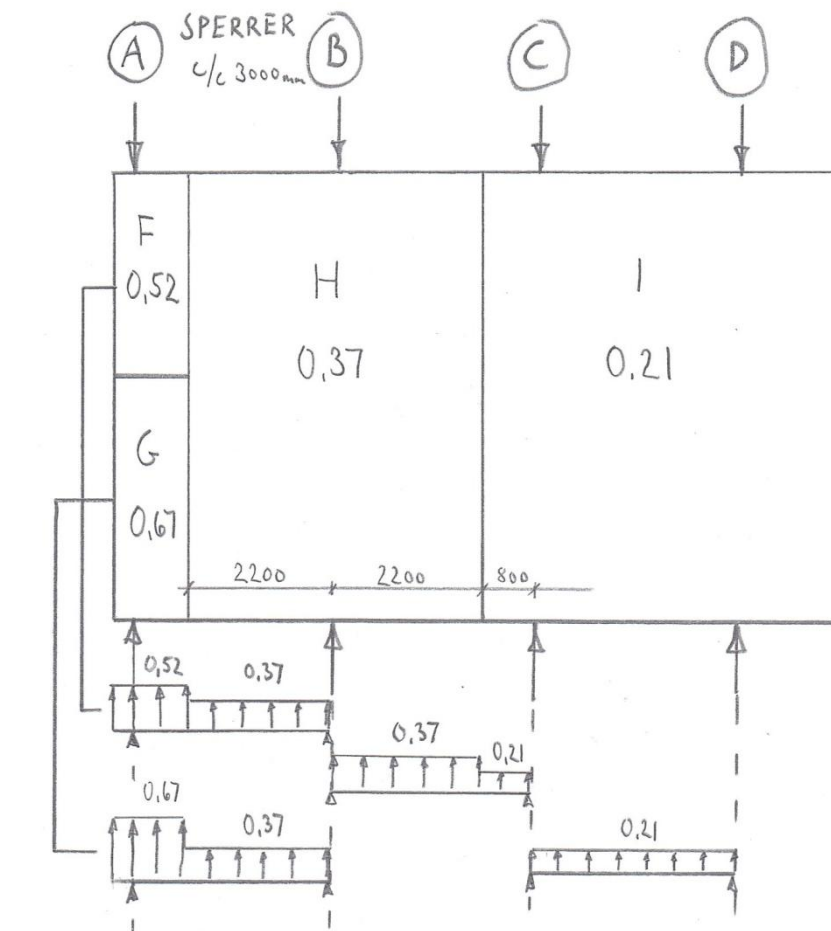 A SPERRER B C D
c/c 3000mm
F
0,52
H
0,37
I
0,21
G
0,67
2200 2200 800
0,52 0,37
0,37 0,21
0,67 0,37 0,21